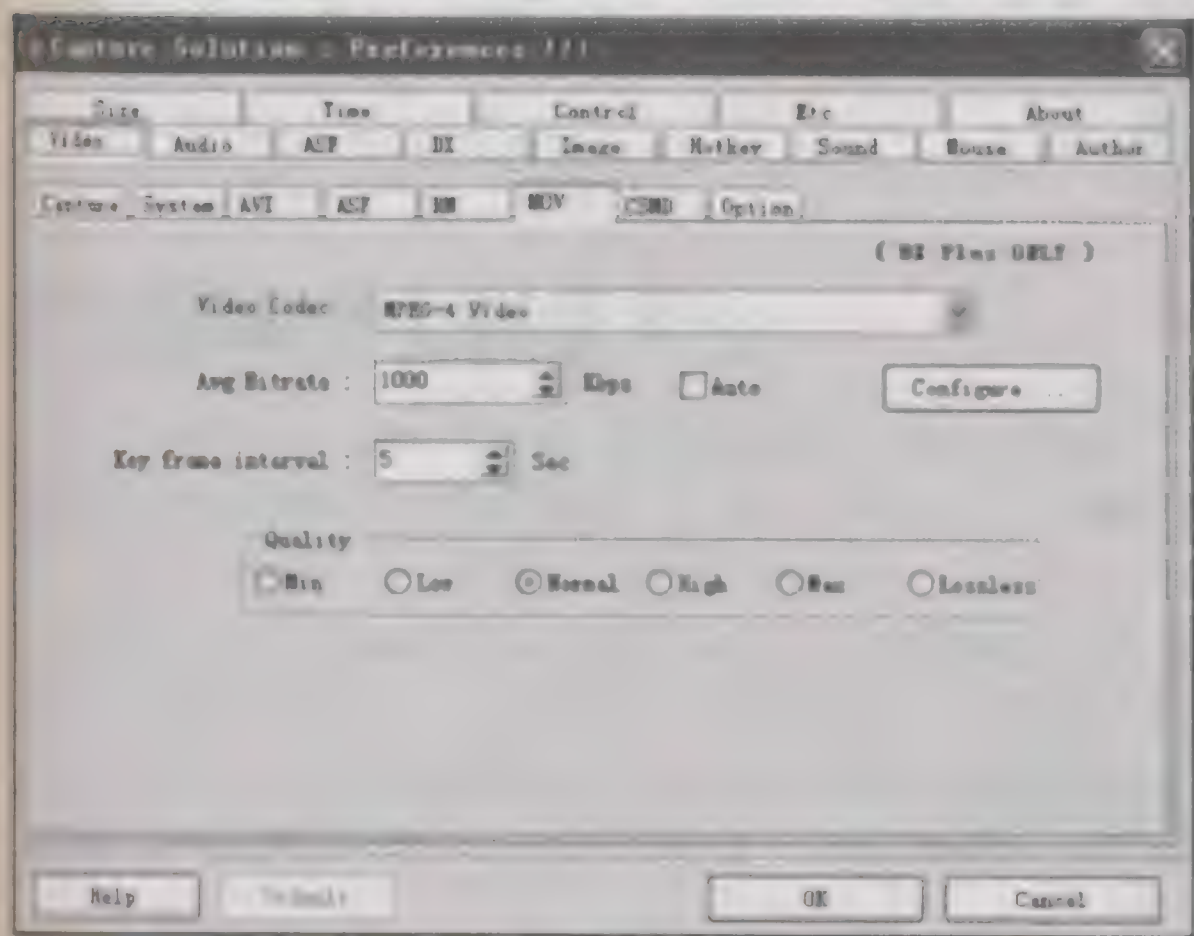 Capture Solution - Preferences !!!
Size Time Control Etc About
Video Audio ASF DX Image Hotkey Sound Mouse Author
Capture System AVI ASF RM MOV CSMD Option
( DX Plus ONLY )
Video Codec MPEG-4 Video
Avg Bitrate : 1000 Kbps Auto Configure ...
Key frame interval : 5 Sec
Quality
Min Low Normal High Max Lossless
Help Default OK Cancel